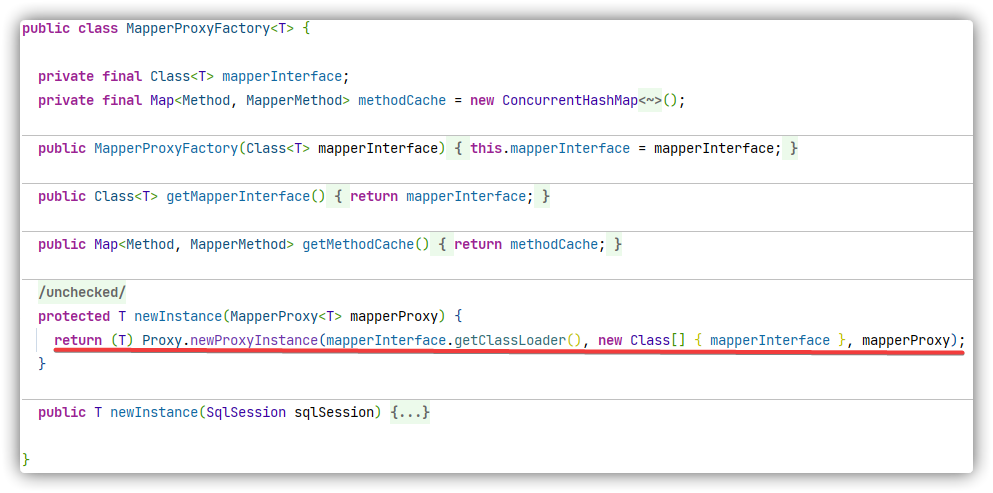 public class MapperProxyFactory<T> {
private final Class<T> mapperInterface;
private final Map<Method, MapperMethod> methodCache = new ConcurrentHashMap<~>();
public MapperProxyFactory(Class<T> mapperInterface) { this.mapperInterface = mapperInterface; }
public Class<T> getMapperInterface() { return mapperInterface; }
public Map<Method, MapperMethod> getMethodCache() { return methodCache; }
/unchecked/
protected T newInstance(MapperProxy<T> mapperProxy) {
return (T) Proxy.newProxyInstance(mapperInterface.getClassLoader(), new Class[] { mapperInterface }, mapperProxy);
}
public T newInstance(SqlSession sqlSession) {...}
}